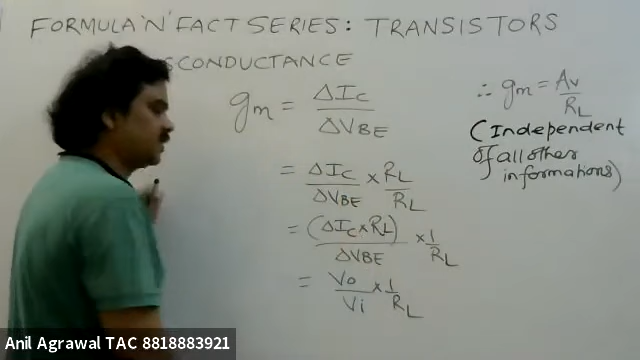 FORMULA 'N' FACT SERIES: TRANSISTORS
SCONDUCTANCE
gm = ΔIC / ΔVBE
= ΔIC / ΔVBE × RL / RL
= (ΔIC × RL) / ΔVBE × 1 / RL
= Vo / Vi × 1 / RL
∴ gm = Av / RL
(Independent
of all other
informations)
Anil Agrawal TAC 8818883921